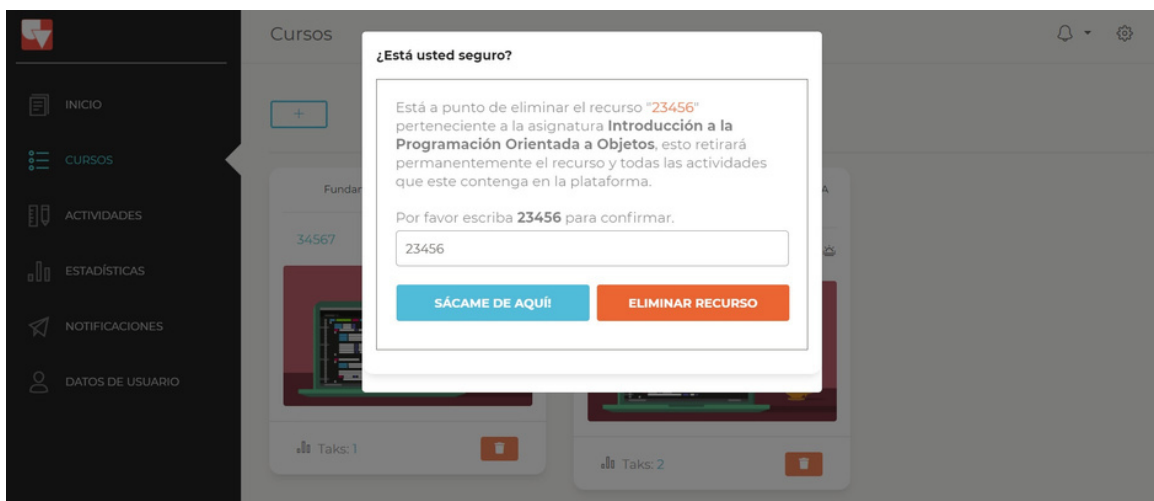 Cursos
¿Está usted seguro?
INICIO
CURSOS
ACTIVIDADES
ESTADÍSTICAS
NOTIFICACIONES
DATOS DE USUARIO
+
Está a punto de eliminar el recurso "23456"
perteneciente a la asignatura Introducción a la
Programación Orientada a Objetos, esto retirará
permanentemente el recurso y todas las actividades
que este contenga en la plataforma.
Por favor escriba 23456 para confirmar.
23456
SÁCAME DE AQUÍ!
ELIMINAR RECURSO
Fundar
A
34567
Taks: 1
Taks: 2